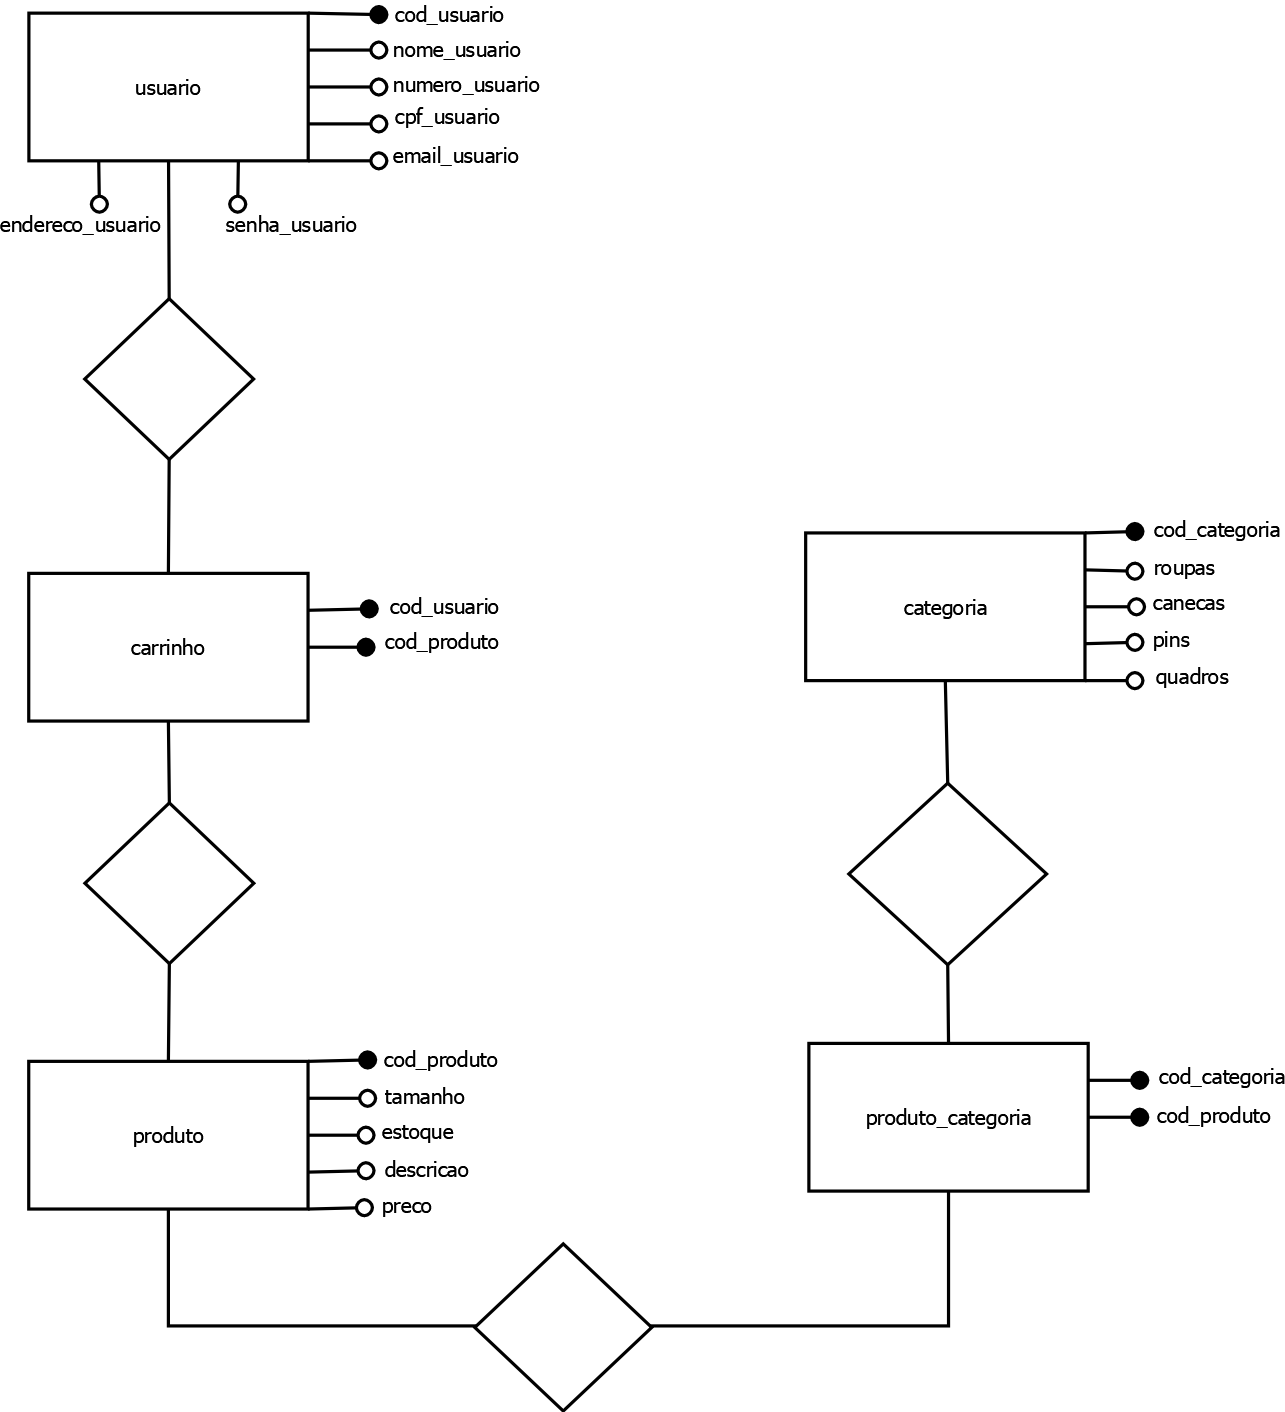 cod_usuario
nome_usuario
numero_usuario
cpf_usuario
email_usuario
usuario
endereco_usuario
senha_usuario
cod_usuario
cod_produto
carrinho
cod_categoria
roupas
canecas
pins
quadros
categoria
cod_produto
tamanho
estoque
descricao
preco
produto
cod_categoria
cod_produto
produto_categoria